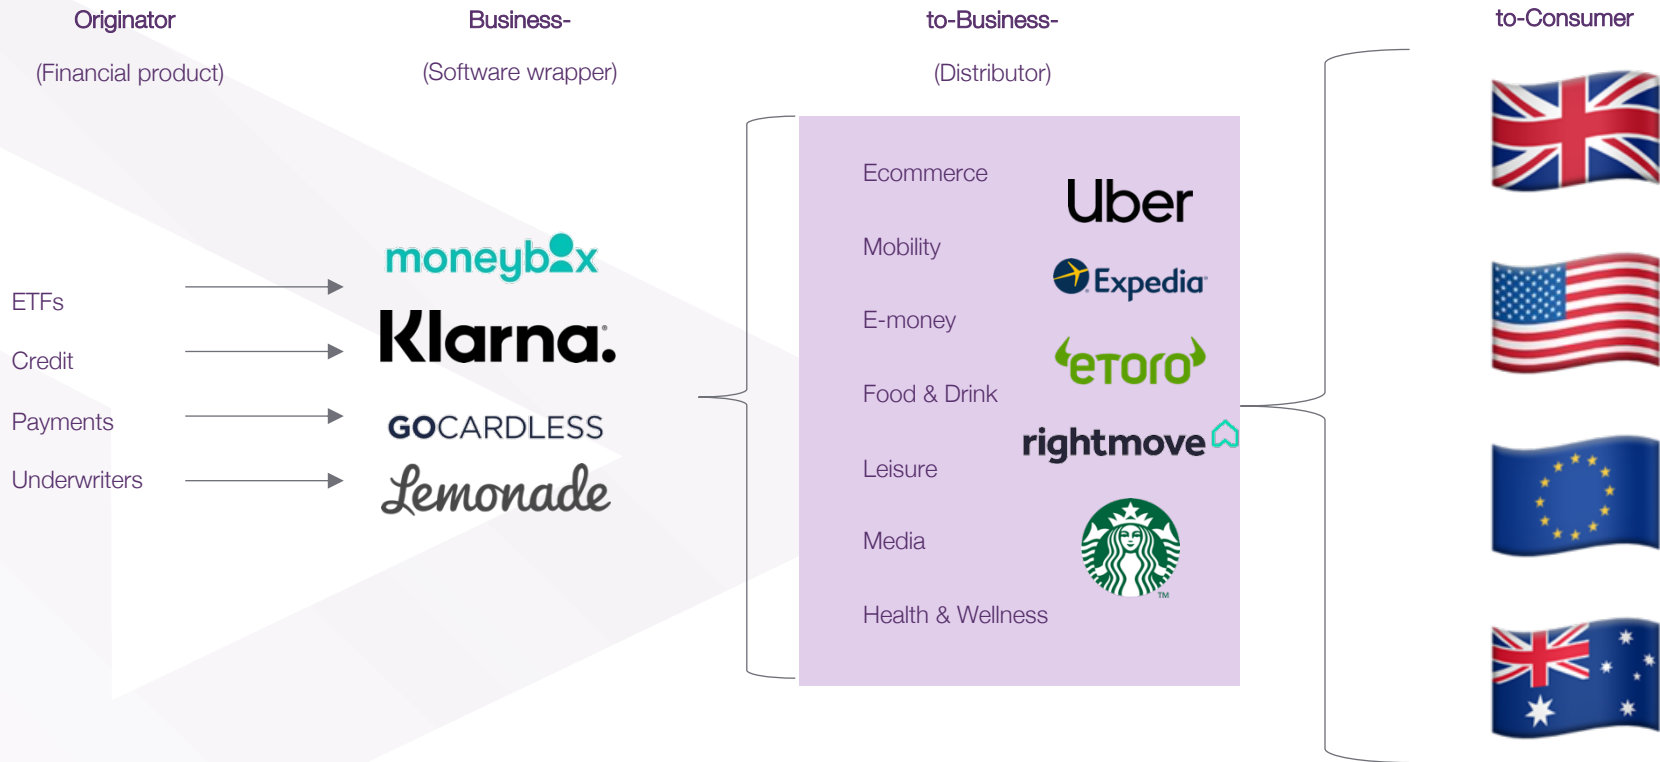 Originator
(Financial product)
Business-
(Software wrapper)
to-Business-
(Distributor)
to-Consumer
ETFs
Credit
Payments
Underwriters
moneybox
Klarna.
GOCARDLESS
Lemonade
Ecommerce
Mobility
E-money
Food & Drink
Leisure
Media
Health & Wellness
Uber
Expedia
eToro
rightmove
TM